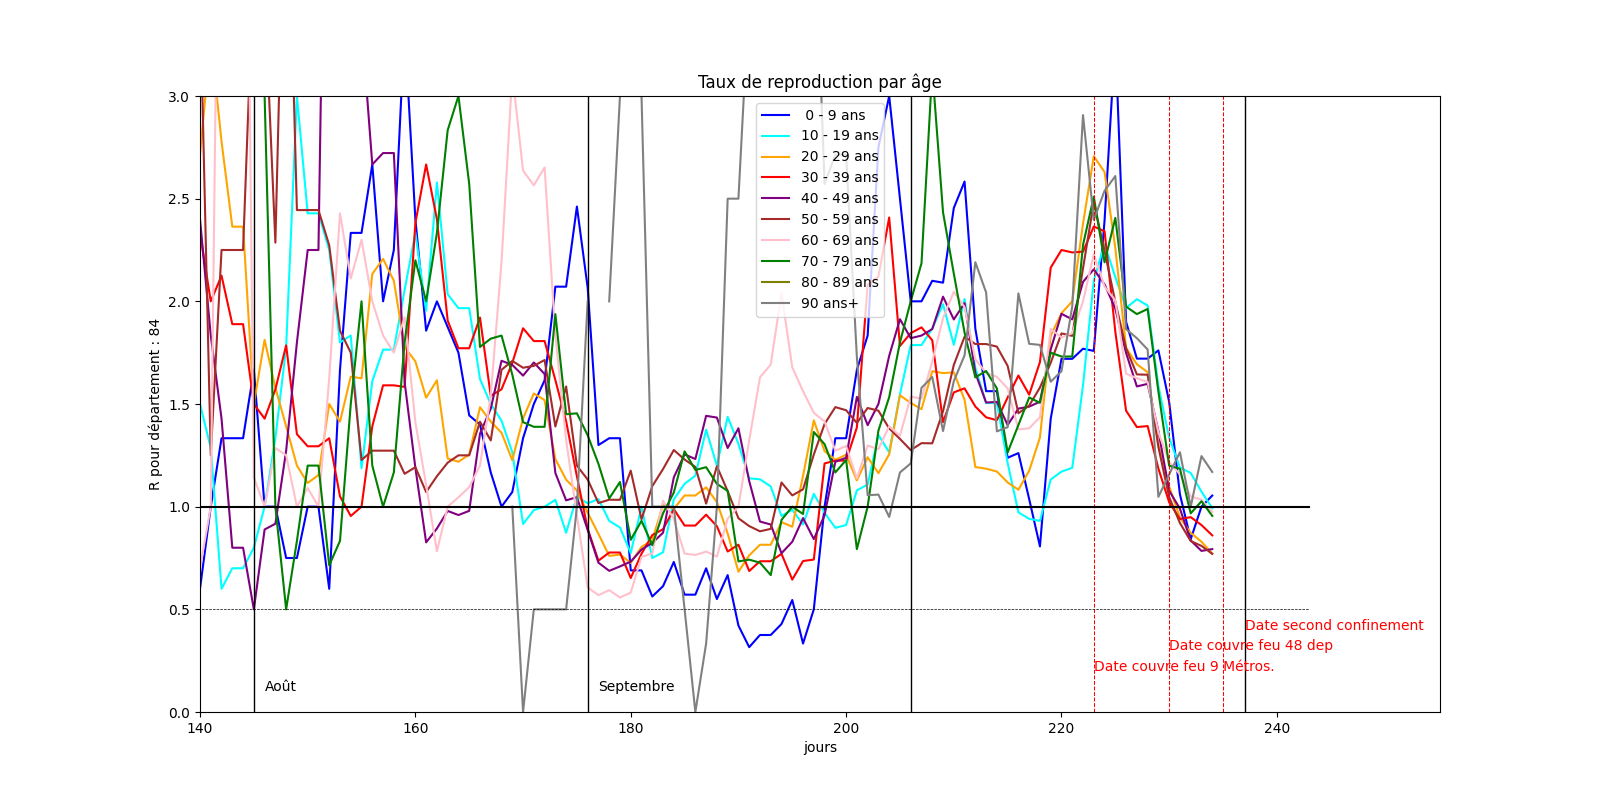 Taux de reproduction par âge
R pour département : 84
3.0
2.5
2.0
1.5
1.0
0.5
0.0
0 - 9 ans
10 - 19 ans
20 - 29 ans
30 - 39 ans
40 - 49 ans
50 - 59 ans
60 - 69 ans
70 - 79 ans
80 - 89 ans
90 ans+
Date second confinement
Date couvre feu 48 dep
Date couvre feu 9 Métros.
Août
Septembre
140
160
180
200
220
240
jours